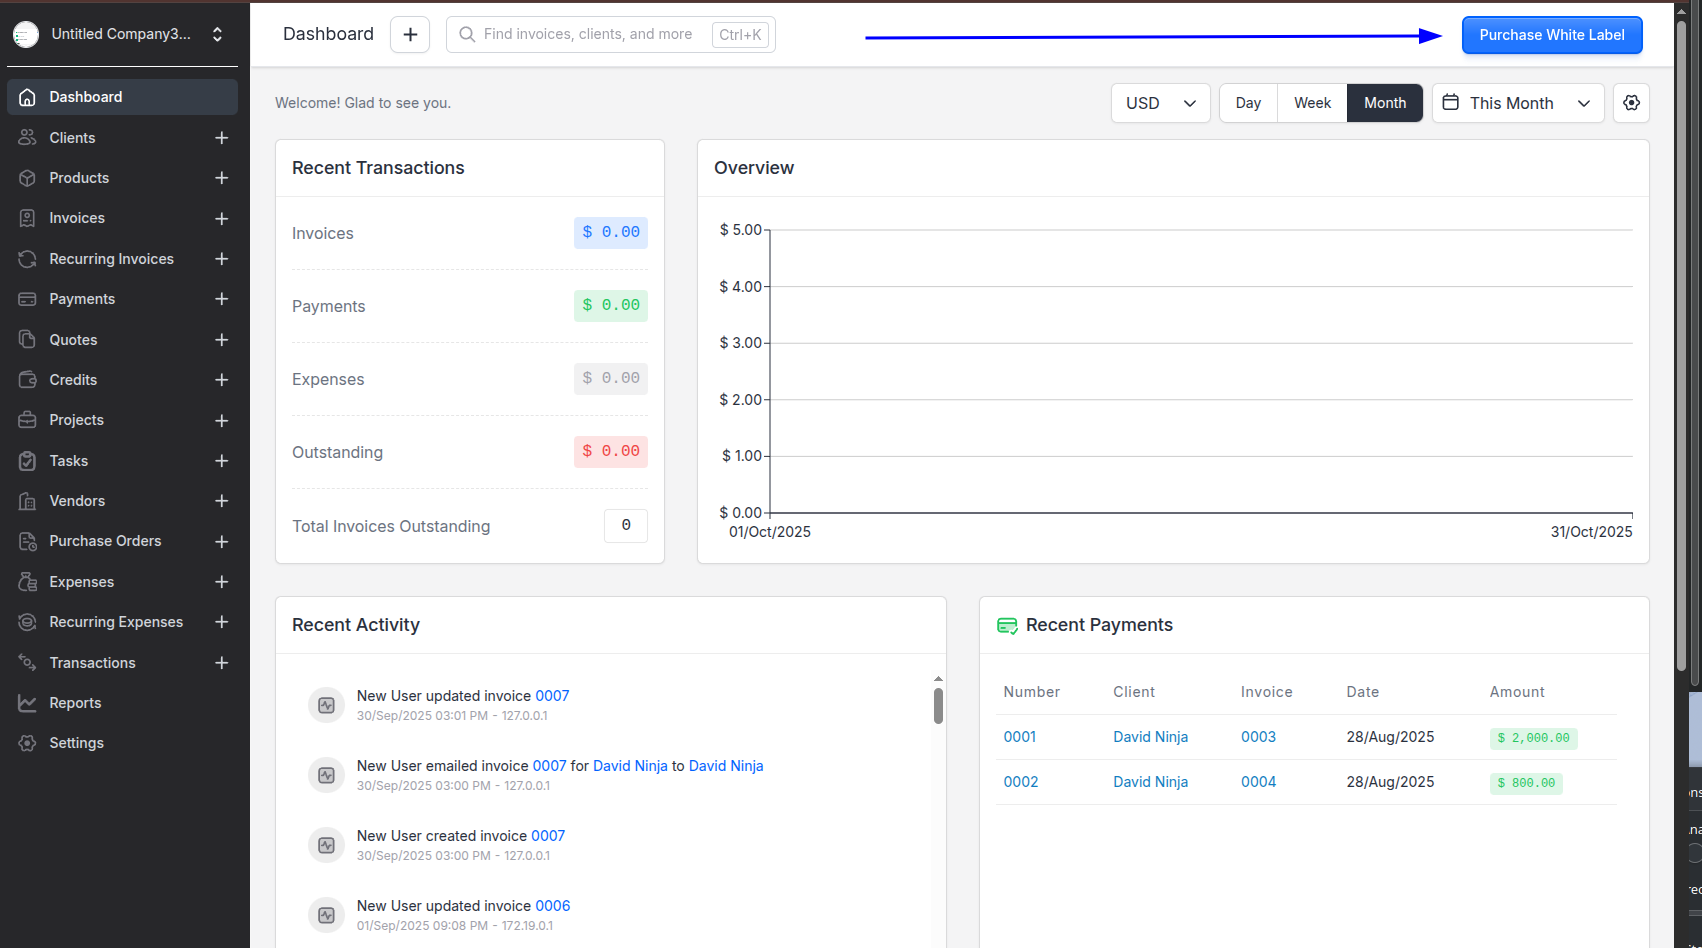 Untitled Company3...
Dashboard
Find invoices, clients, and more
Ctrl+K
Purchase White Label
Dashboard
Clients
Products
Invoices
Recurring Invoices
Payments
Quotes
Credits
Projects
Tasks
Vendors
Purchase Orders
Expenses
Recurring Expenses
Transactions
Reports
Settings
Welcome! Glad to see you.
USD
Day
Week
Month
This Month
Recent Transactions
Invoices
$ 0.00
Payments
$ 0.00
Expenses
$ 0.00
Outstanding
$ 0.00
Total Invoices Outstanding
0
Overview
$ 5.00
$ 4.00
$ 3.00
$ 2.00
$ 1.00
$ 0.00
01/Oct/2025
31/Oct/2025
Recent Activity
New User updated invoice 0007
30/Sep/2025 03:01 PM - 127.0.0.1
New User emailed invoice 0007 for David Ninja to David Ninja
30/Sep/2025 03:00 PM - 127.0.0.1
New User created invoice 0007
30/Sep/2025 03:00 PM - 127.0.0.1
New User updated invoice 0006
01/Sep/2025 09:08 PM - 172.19.0.1
Recent Payments
Number Client Invoice Date Amount
0001 David Ninja 0003 28/Aug/2025 $ 2,000.00
0002 David Ninja 0004 28/Aug/2025 $ 800.00